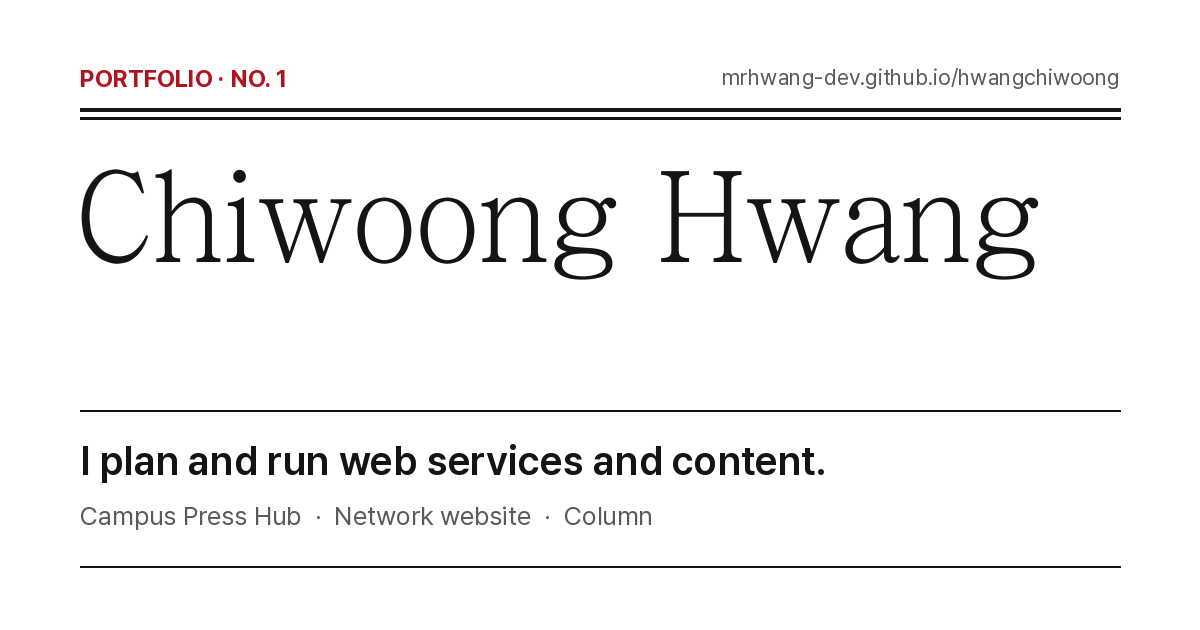 PORTFOLIO · NO. 1
mrhwang-dev.github.io/hwangchiwoong
Chiwoong Hwang
I plan and run web services and content.
Campus Press Hub · Network website · Column